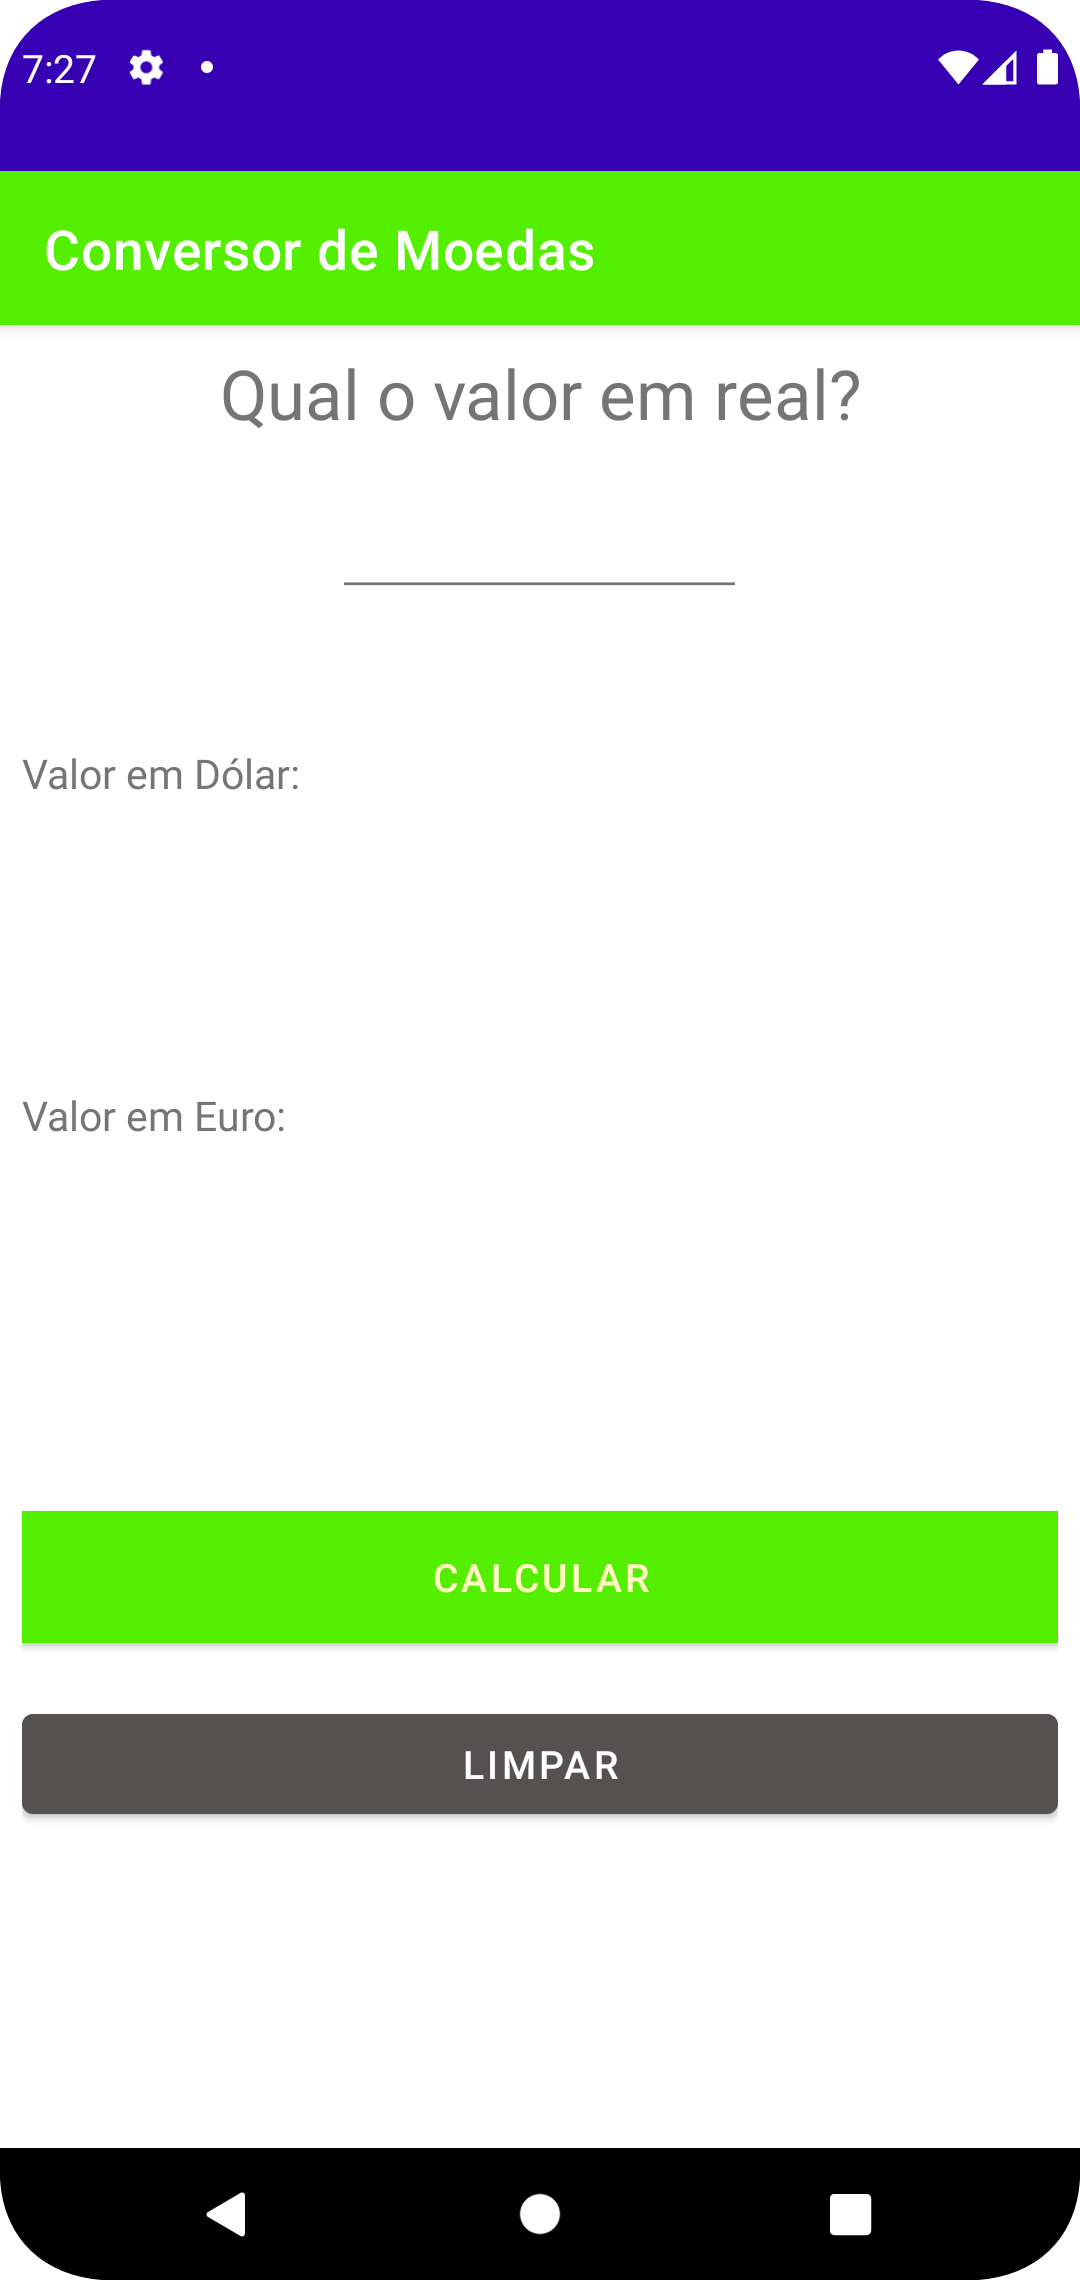 7:27
Conversor de Moedas
Qual o valor em real?
Valor em Dólar:
Valor em Euro:
CALCULAR
LIMPAR